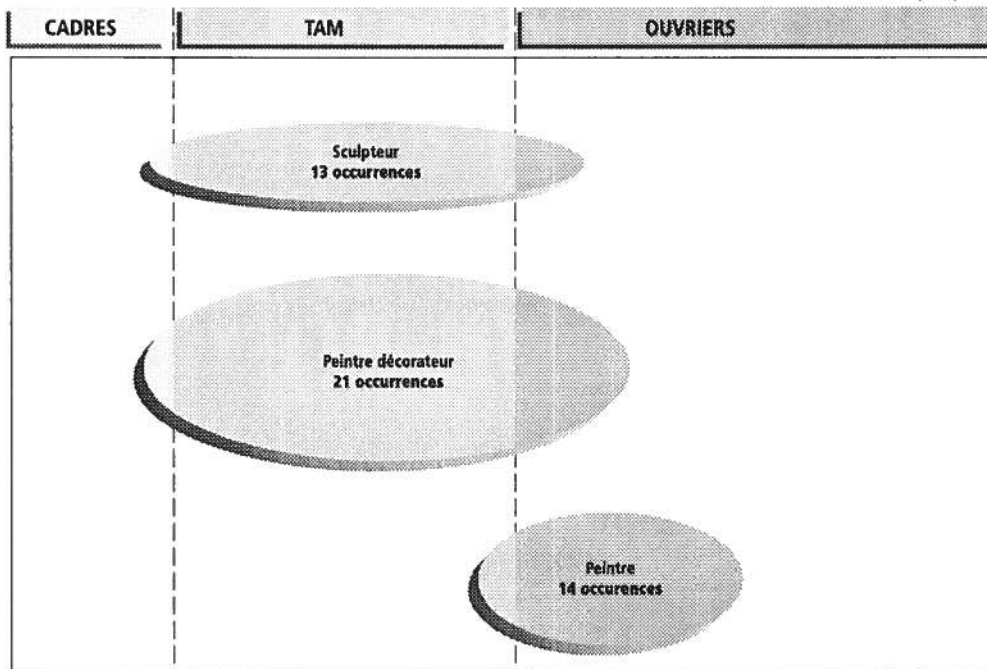 CADRES TAM OUVRIERS
Sculpteur
13 occurrences
Peintre décorateur
21 occurrences
Peintre
14 occurences